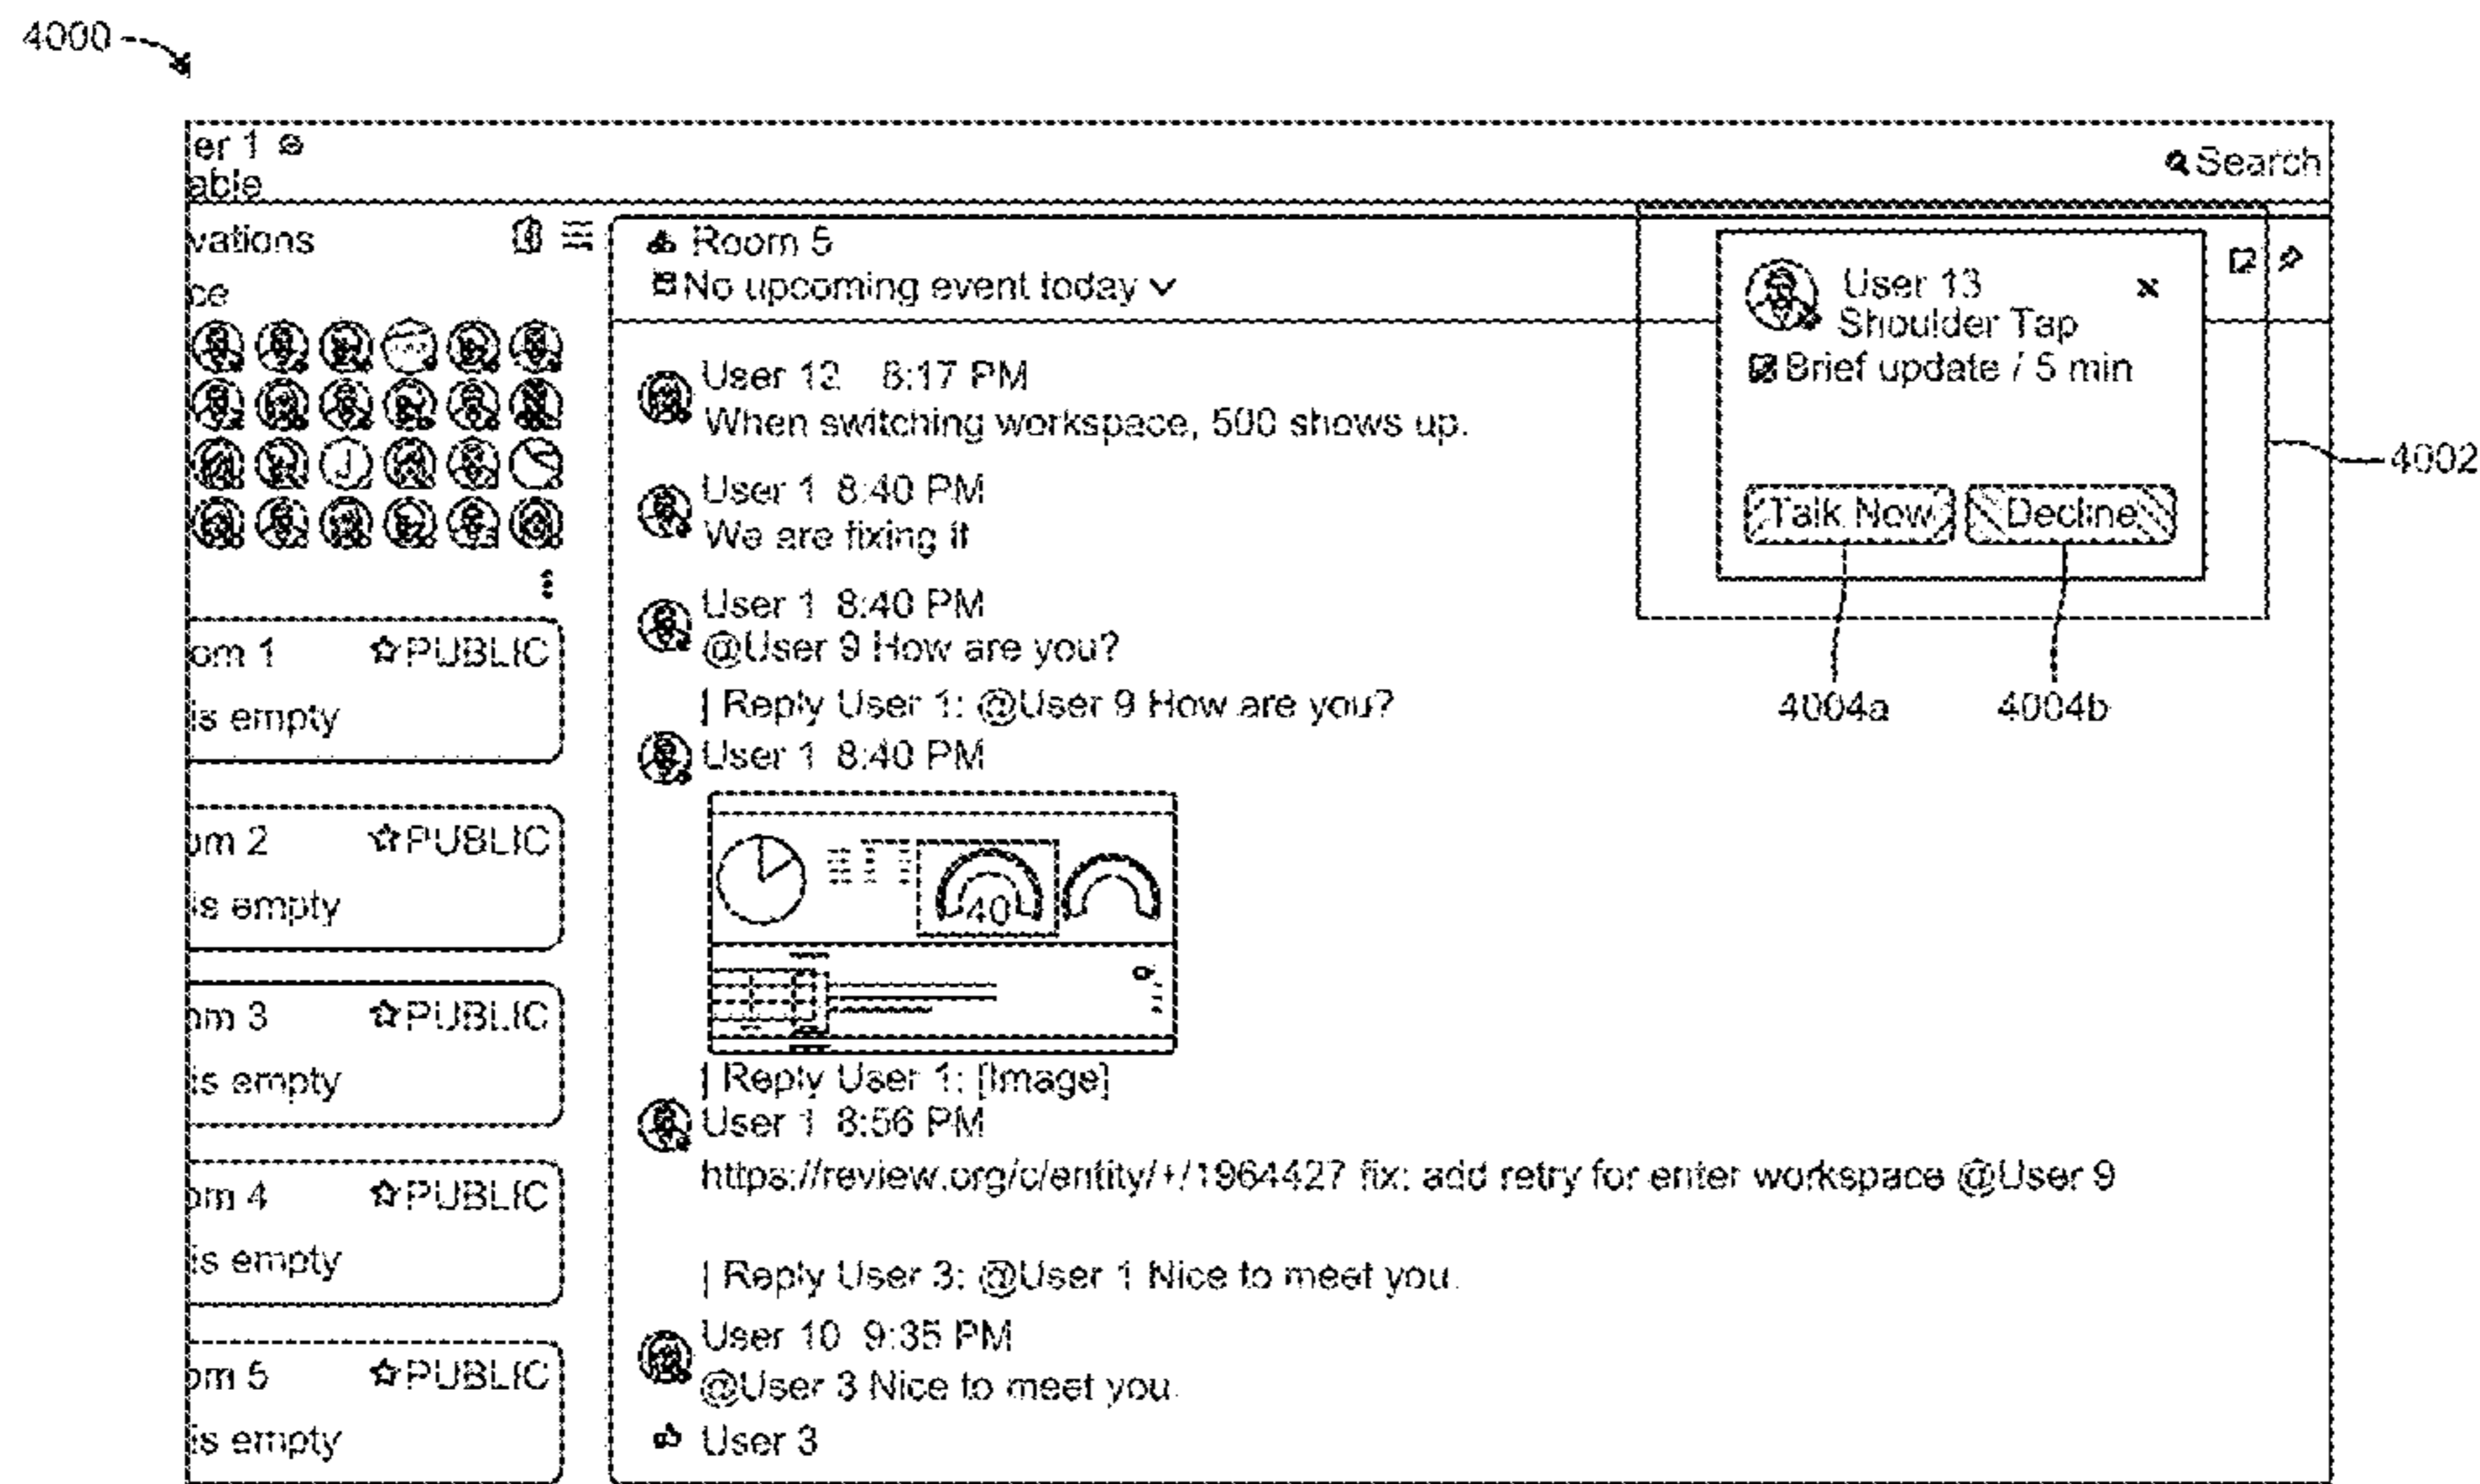 4000
er 1
able
Search
vations
ce
Room 5
No upcoming event today
User 13
Shoulder Tap
Brief update / 5 min
Talk Now
Decline
4002
4004a
4004b
User 12 8:17 PM
When switching workspace, 500 shows up.
User 1 8:40 PM
We are fixing it
User 1 8:40 PM
@User 9 How are you?
| Reply User 1: @User 9 How are you?
User 1 8:40 PM
40
| Reply User 1: [Image]
User 1 8:56 PM
https://review.org/c/entity/+/1964427 fix: add retry for enter workspace @User 9
| Reply User 3: @User 1 Nice to meet you.
User 10 9:35 PM
@User 3 Nice to meet you.
User 3
J
om 1 PUBLIC
is empty
om 2 PUBLIC
is empty
om 3 PUBLIC
is empty
om 4 PUBLIC
is empty
om 5 PUBLIC
is empty